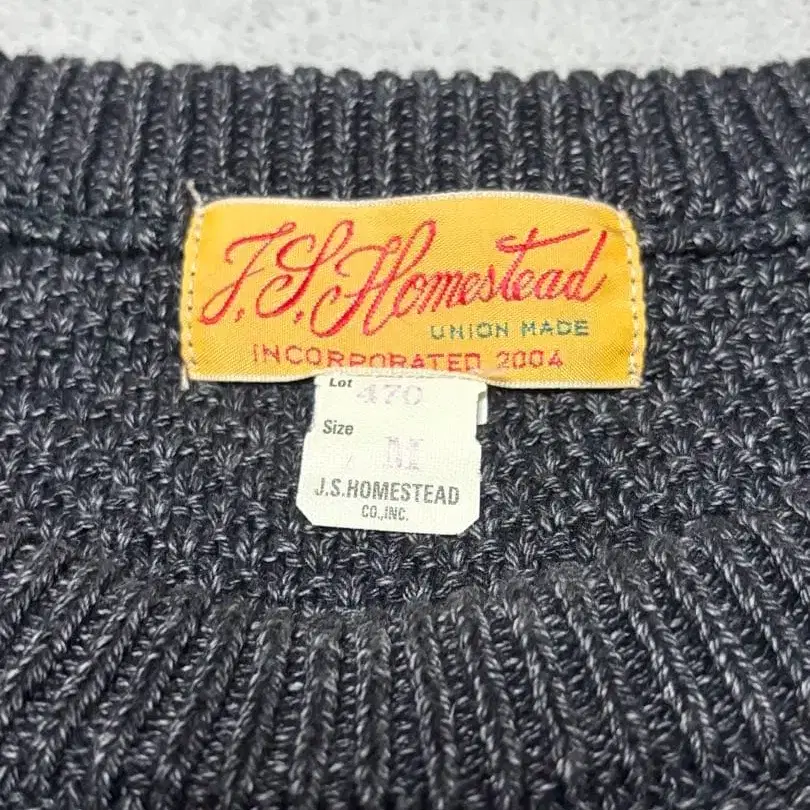 J.S. Homestead
UNION MADE
INCORPORATED 2004
Lot 470
Size M
J.S.HOMESTEAD
CO.,INC.